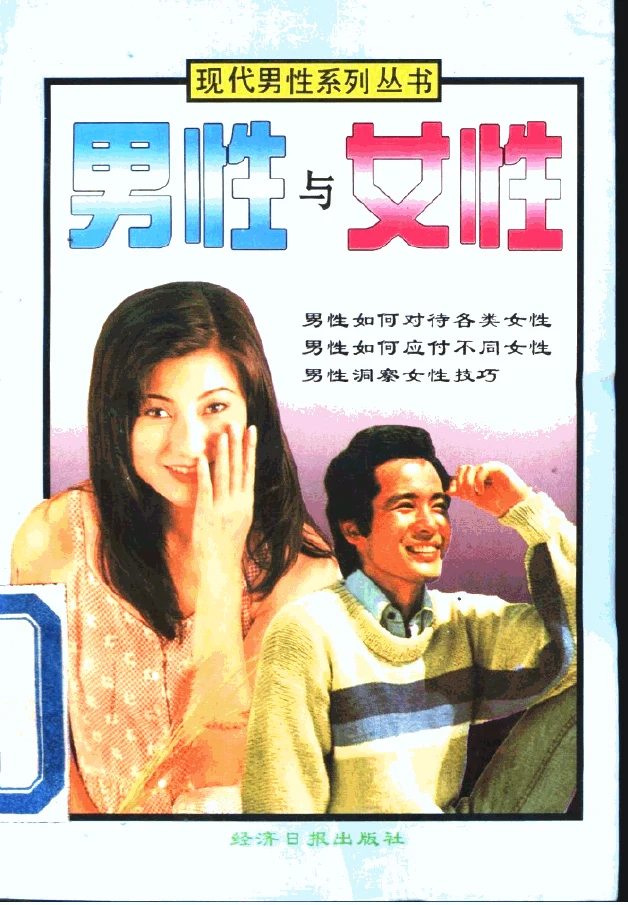 现代男性系列丛书
男性与女性
男性如何对待各类女性
男性如何应付不同女性
男性洞察女性技巧
经济日报出版社